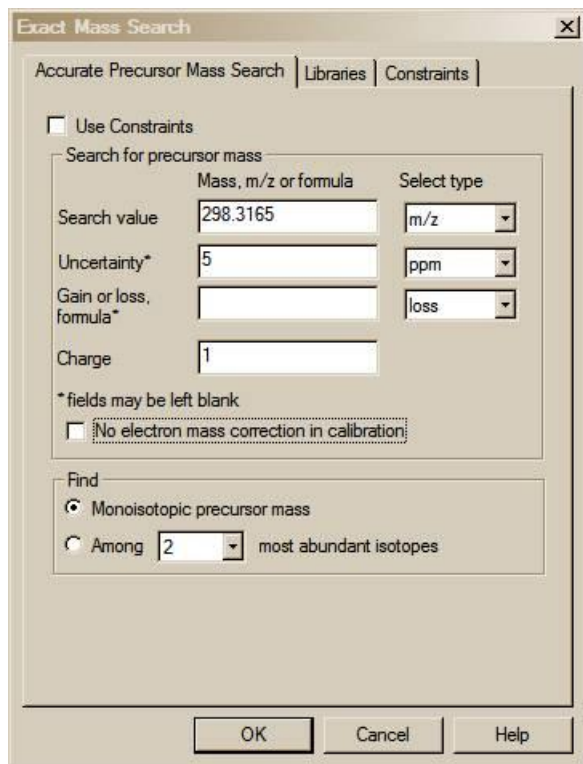 Exact Mass Search
Accurate Precursor Mass Search Libraries Constraints
Use Constraints
Search for precursor mass
Mass, m/z or formula Select type
Search value 298.3165 m/z
Uncertainty* 5 ppm
Gain or loss, formula* loss
Charge 1
*fields may be left blank
No electron mass correction in calibration
Find
Monoisotopic precursor mass
Among 2 most abundant isotopes
OK Cancel Help